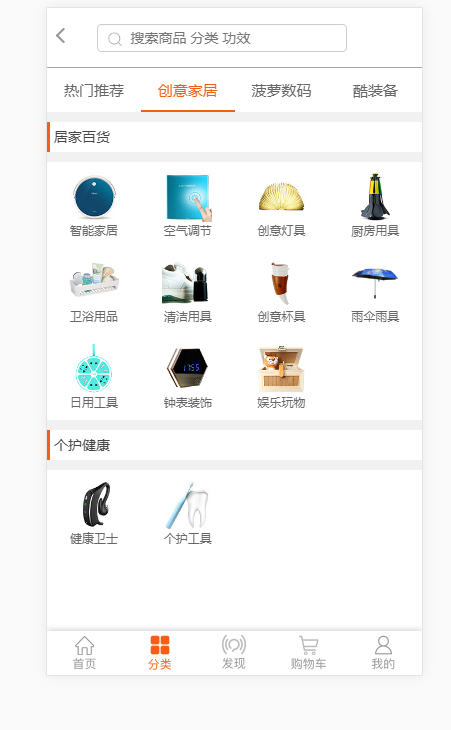 搜索商品 分类 功效
热门推荐 创意家居 菠萝数码 酷装备
居家百货
智能家居 空气调节 创意灯具 厨房用具
卫浴用品 清洁用具 创意杯具 雨伞雨具
1755
日用工具 钟表装饰 娱乐玩物
个护健康
健康卫士 个护工具
首页 分类 发现 购物车 我的